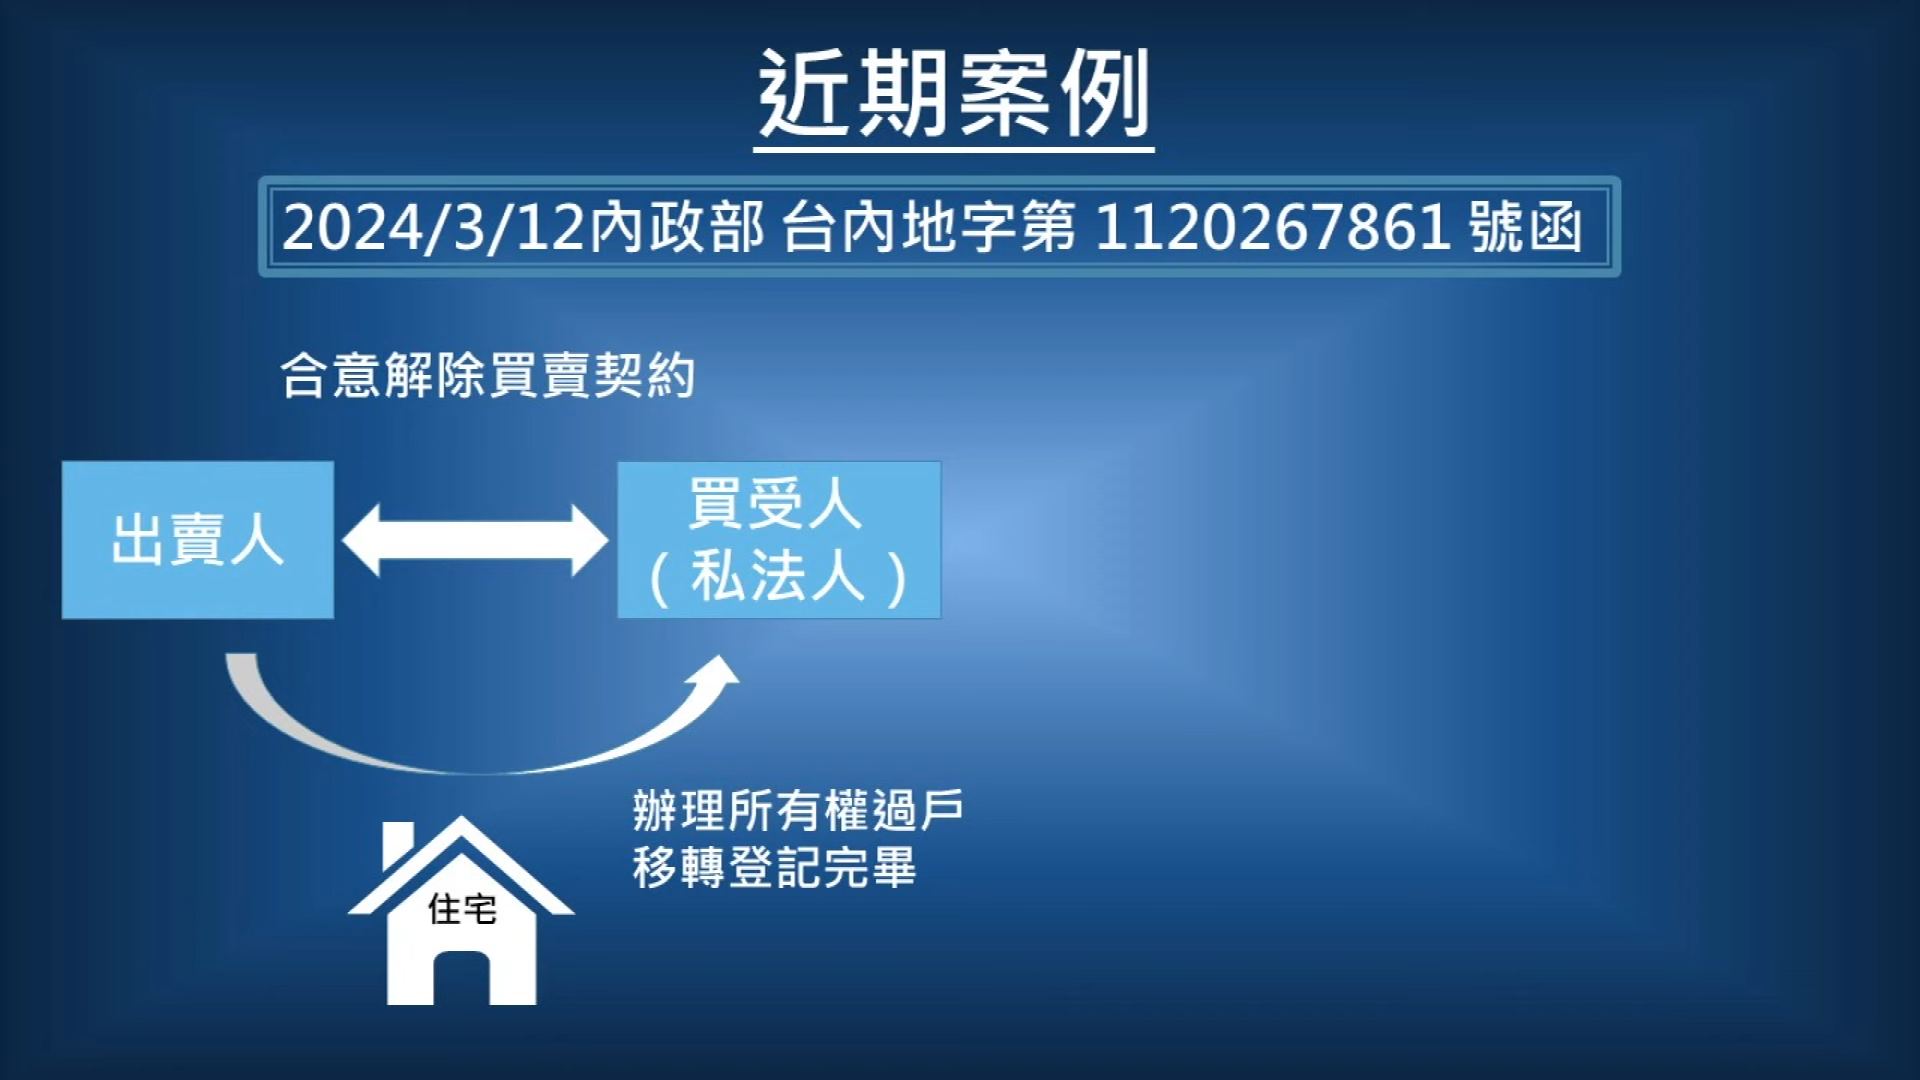 近期案例
2024/3/12內政部 台內地字第 1120267861 號函
合意解除買賣契約
出賣人
買受人
（私法人）
辦理所有權過戶
移轉登記完畢
住宅